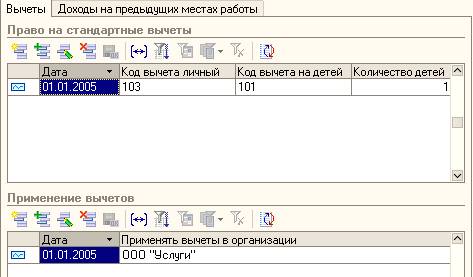 Вычеты Доходы на предыдущих местах работы
Право на стандартные вычеты
Дата Код вычета личный Код вычета на детей Количество детей
01.01.2005 103 101 1
Применение вычетов
Дата Применять вычеты в организации
01.01.2005 ООО "Услуги"